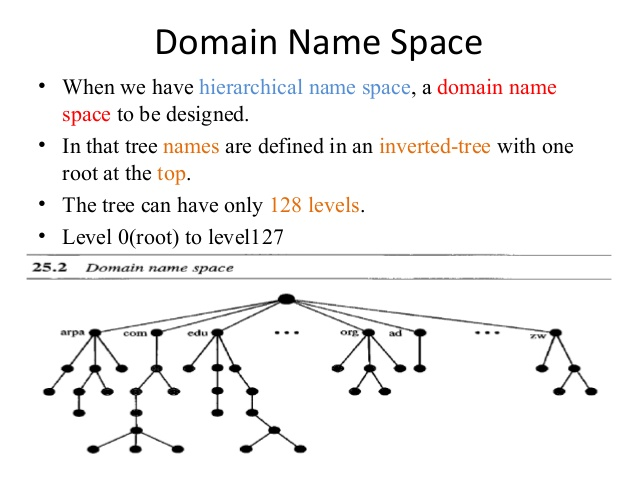 Domain Name Space
• When we have hierarchical name space, a domain name
space to be designed.
• In that tree names are defined in an inverted-tree with one
root at the top.
• The tree can have only 128 levels.
• Level 0(root) to level127
25.2 Domain name space
arpa com edu ••• org ad ••• zw